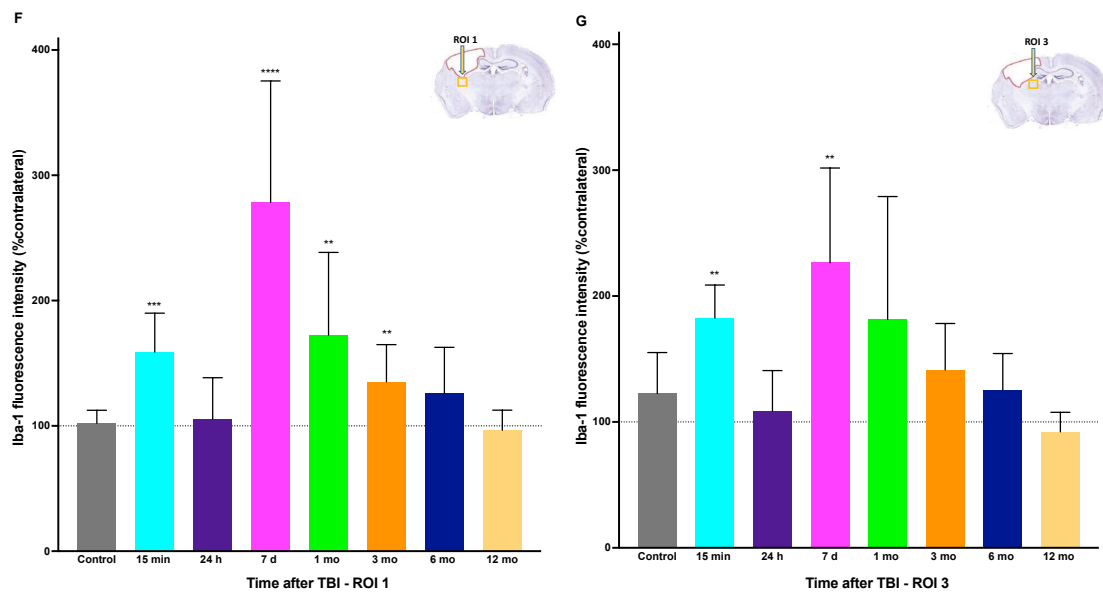 F
ROI 1
Iba-1 fluorescence intensity (%contralateral)
400
300
200
100
0
***
****
**
**
Control 15 min 24 h 7 d 1 mo 3 mo 6 mo 12 mo
Time after TBI - ROI 1
G
ROI 3
Iba-1 fluorescence intensity (%contralateral)
400
300
200
100
0
**
**
Control 15 min 24 h 7 d 1 mo 3 mo 6 mo 12 mo
Time after TBI - ROI 3